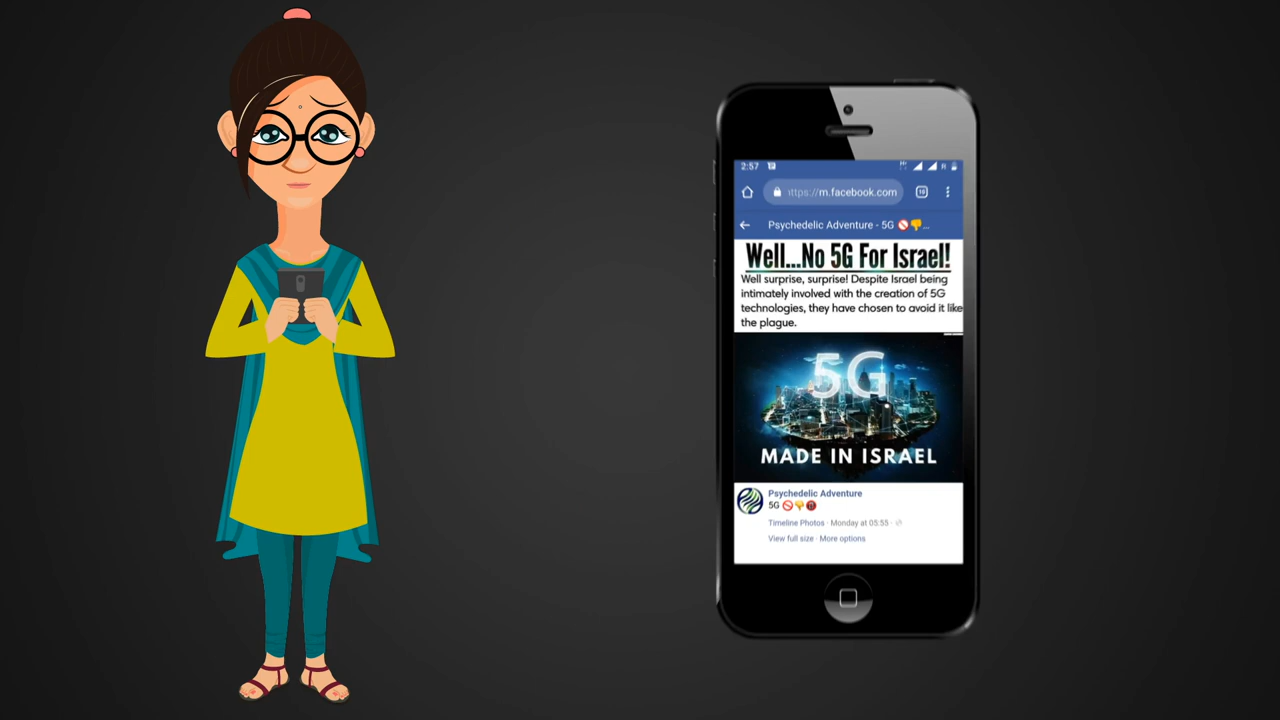 2:57
R
https://m.facebook.com
18
Psychedelic Adventure - 5G 🚫👎...
Well...No 5G For Israel!
Well surprise, surprise! Despite Israel being
intimately involved with the creation of 5G
technologies, they have chosen to avoid it like
the plague.
5G
MADE IN ISRAEL
Psychedelic Adventure
5G 🚫👎📵
Timeline Photos · Monday at 05:55 ·
View full size · More options